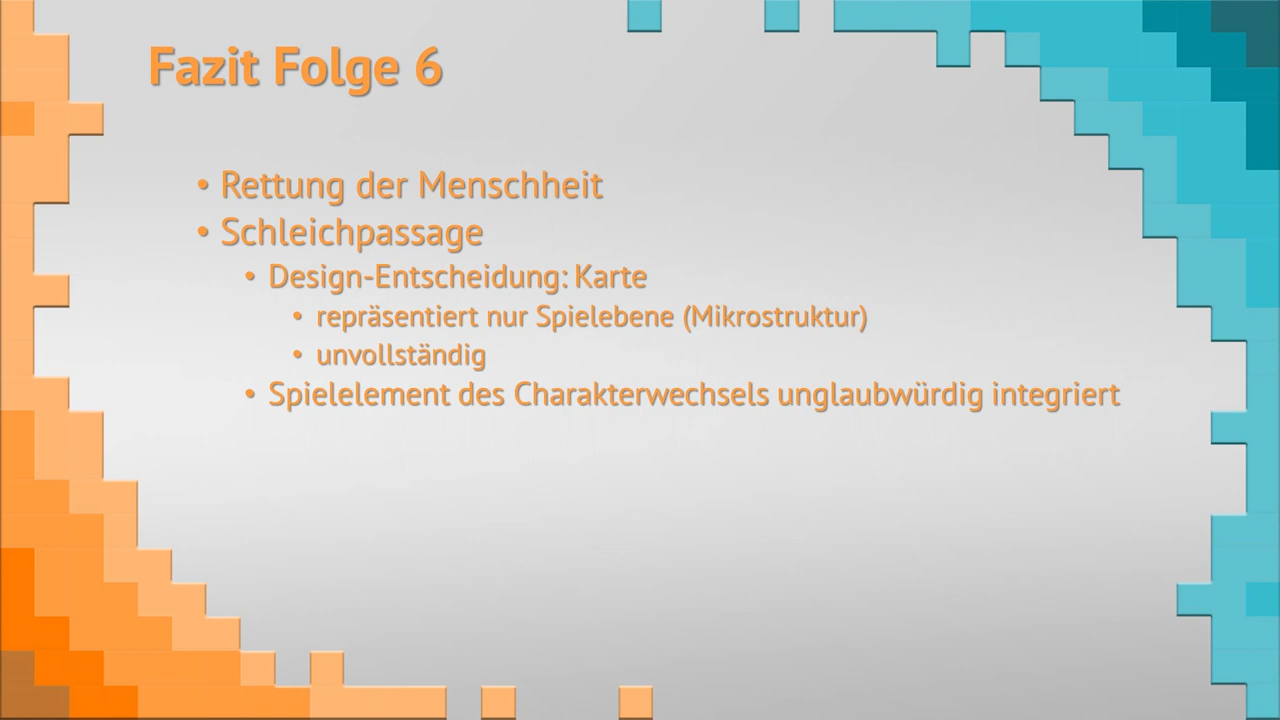 Fazit Folge 6
• Rettung der Menschheit
• Schleichpassage
• Design-Entscheidung: Karte
• repräsentiert nur Spielebene (Mikrostruktur)
• unvollständig
• Spielelement des Charakterwechsels unglaubwürdig integriert